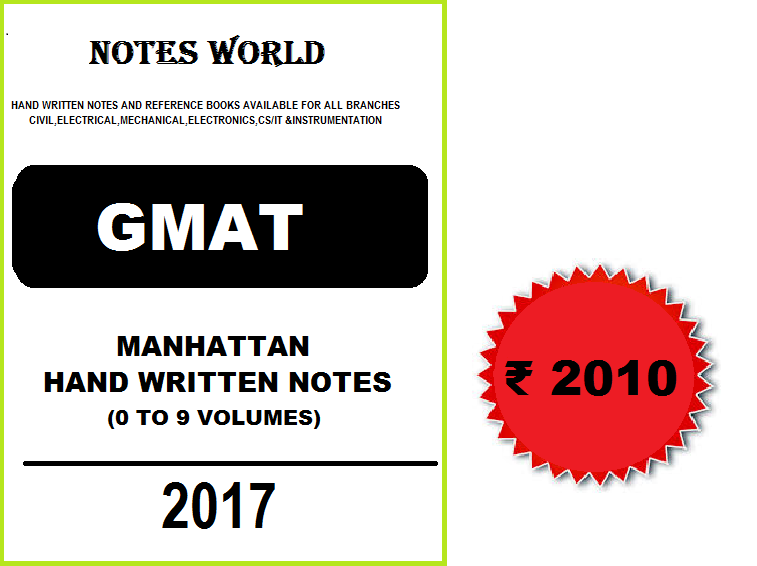 NOTES WORLD
HAND WRITTEN NOTES AND REFERENCE BOOKS AVAILABLE FOR ALL BRANCHES
CIVIL,ELECTRICAL,MECHANICAL,ELECTRONICS,CS/IT &INSTRUMENTATION
GMAT
MANHATTAN
HAND WRITTEN NOTES
(0 TO 9 VOLUMES)
2017
₹ 2010